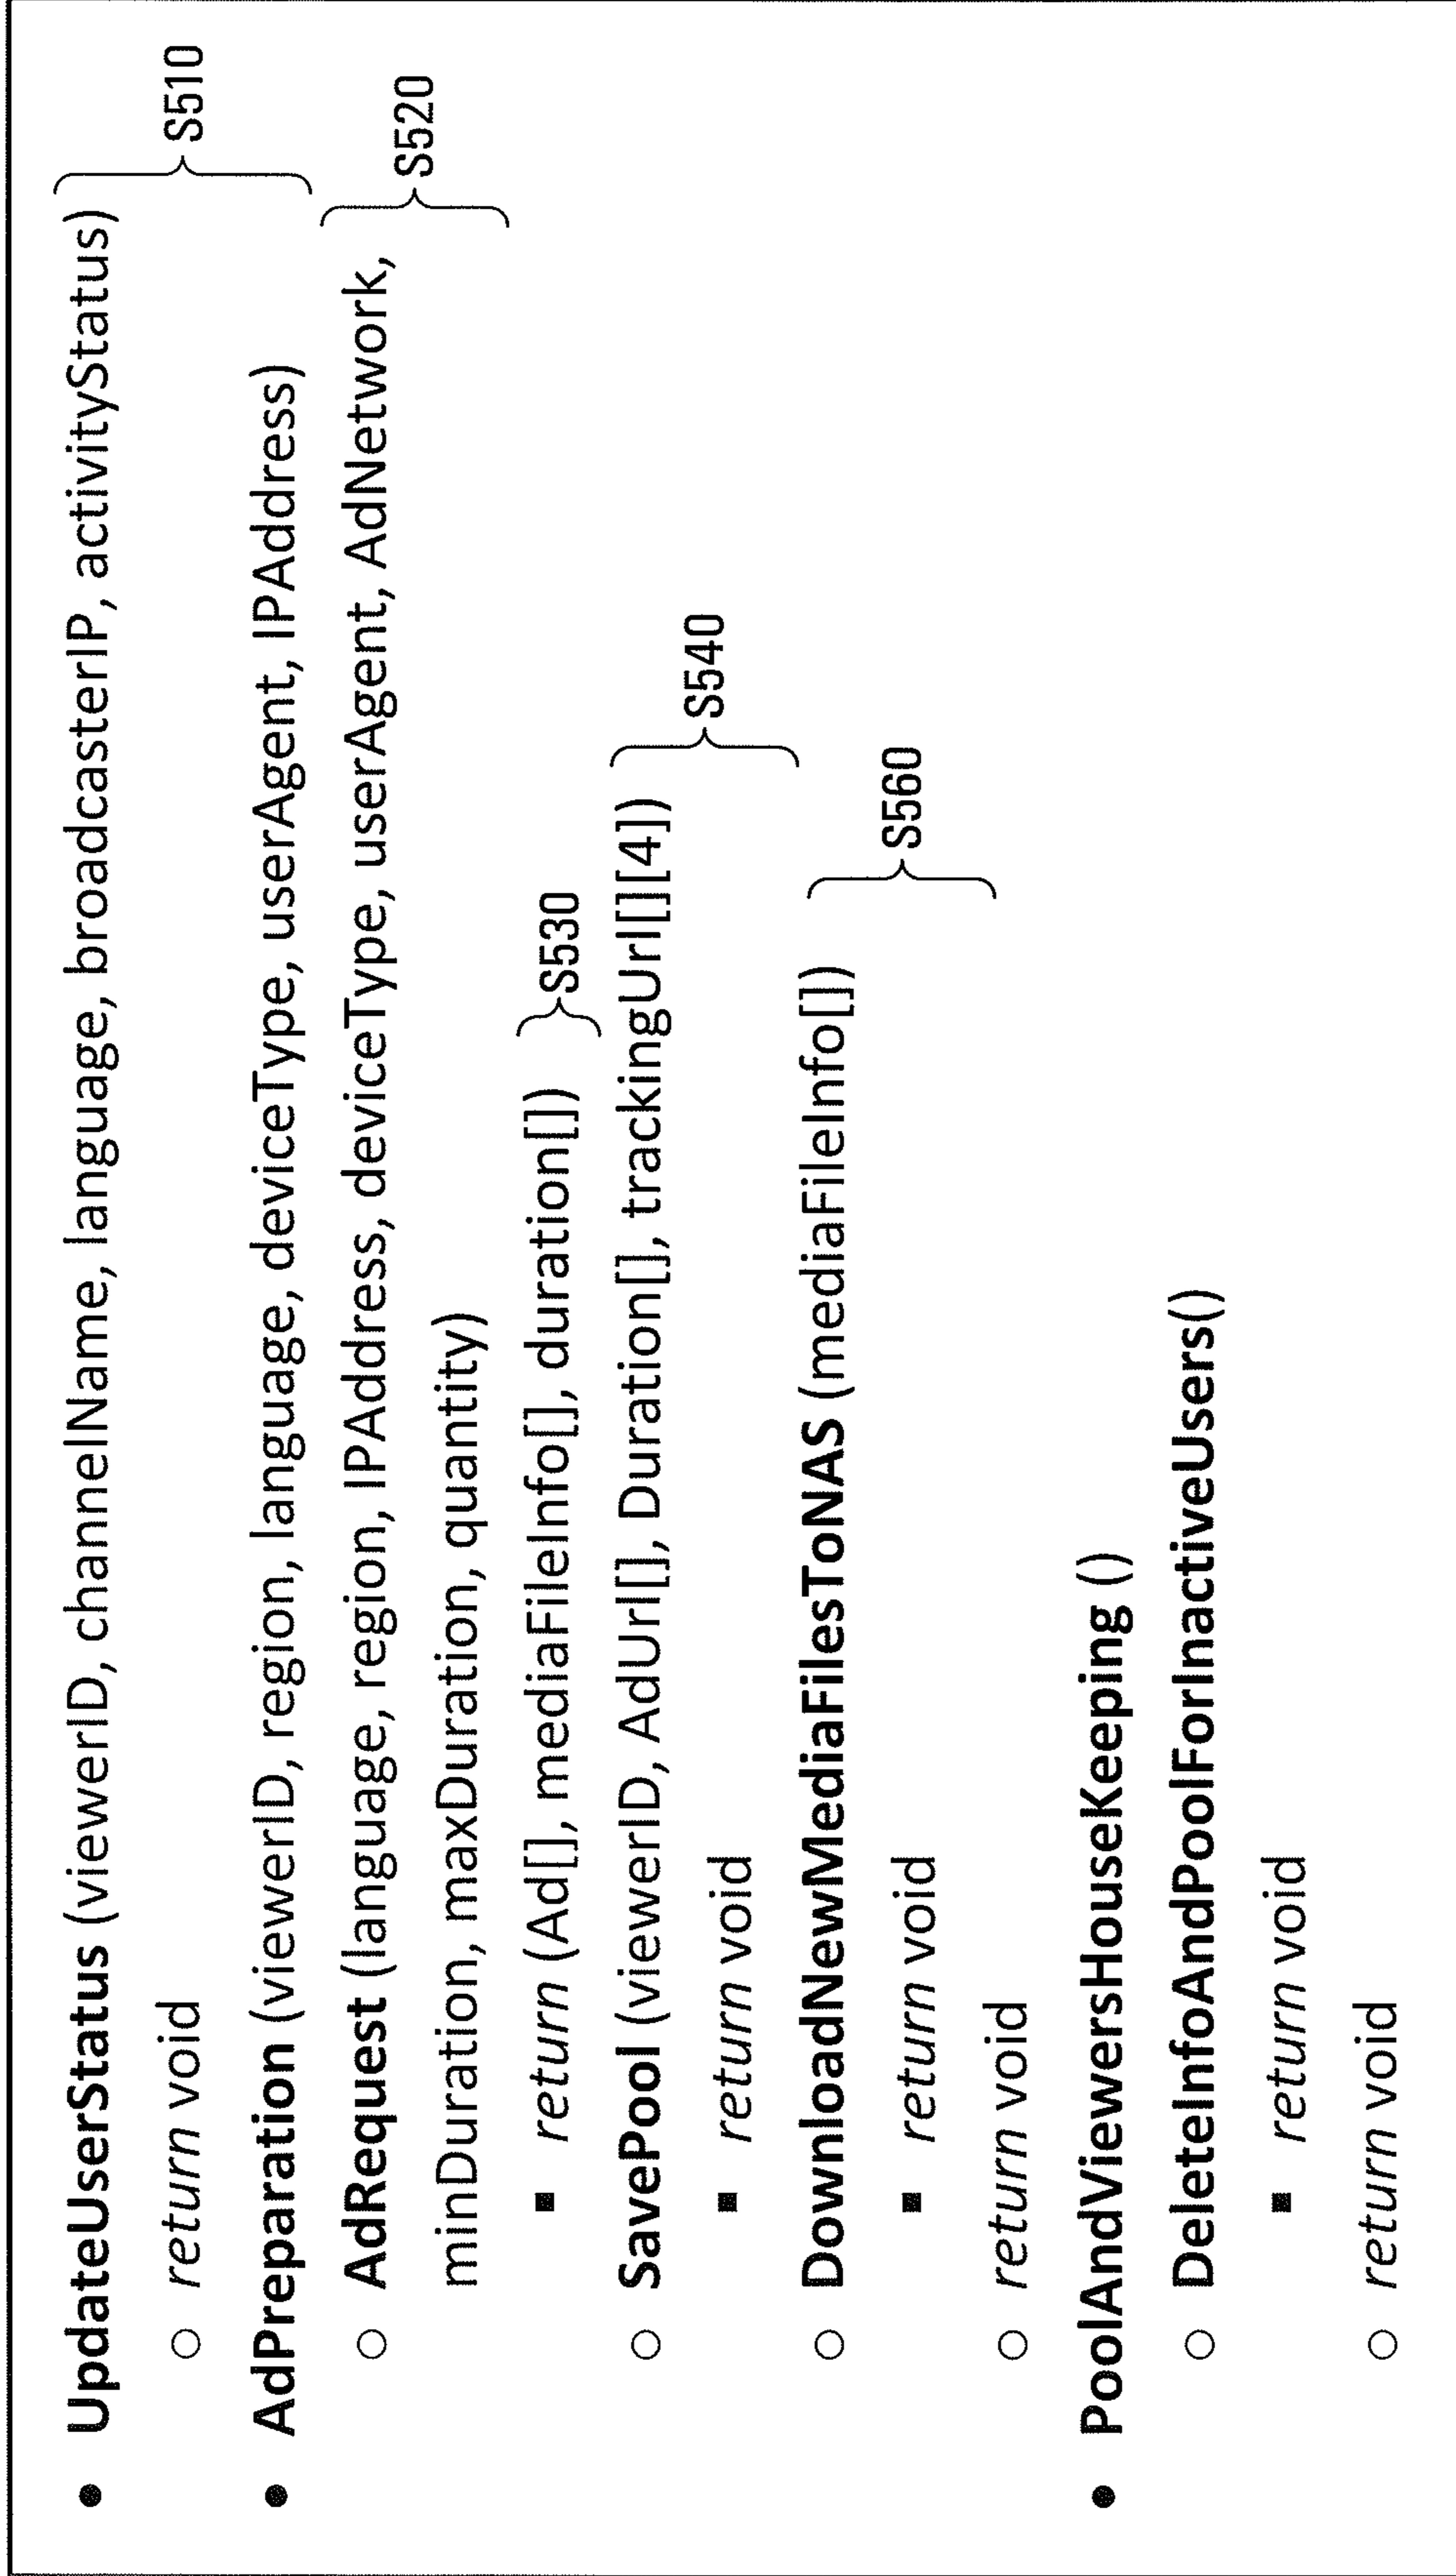 • UpdateUserStatus (viewerID, channelName, language, broadcasterIP, activityStatus)
○ return void
S510
• AdPreparation (viewerID, region, language, deviceType, userAgent, IPAddress)
○ AdRequest (language, region, IPAddress, deviceType, userAgent, AdNetwork,
minDuration, maxDuration, quantity)
S520
■ return (Ad[], mediaFileInfo[], duration[])
S530
○ SavePool (viewerID, AdUrl[], Duration[], trackingUrl[][4])
■ return void
S540
○ DownloadNewMediaFilesToNAS (mediaFileInfo[])
■ return void
S560
○ return void
• PoolAndViewersHouseKeeping ()
○ DeleteInfoAndPoolForInactiveUsers()
■ return void
○ return void